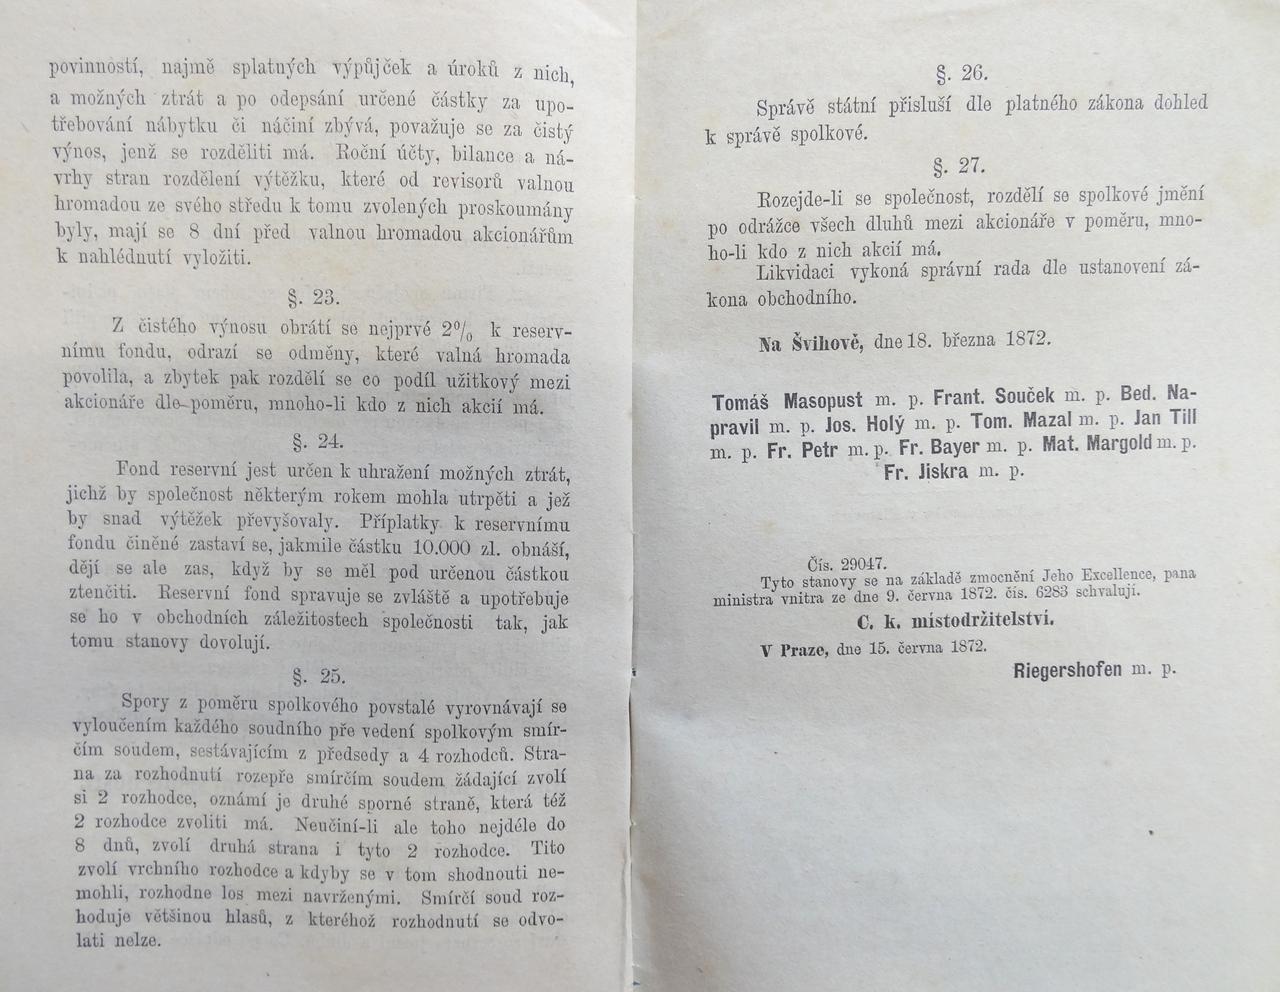 povinností, najmě splatných výpůjček a úroků z nich,
a možných ztrát a po odepsání určené částky za upo-
třebování nábytku či náčiní zbývá, považuje se za čistý
výnos, jenž se rozděliti má. Roční účty, bilance a ná-
vrhy stran rozdělení výtěžku, které od revisorů valnou
hromadou ze svého středu k tomu zvolených proskoumány
byly, mají se 8 dní před valnou hromadou akcionářům
k nahlédnutí vyložiti.
§. 23.
Z čistého výnosu obrátí se nejprvé 2% k reserv-
nímu fondu, odrazí se odměny, které valná hromada
povolila, a zbytek pak rozdělí se co podíl užitkový mezi
akcionáře dle poměru, mnoho-li kdo z nich akcií má.
§. 24.
Fond reservní jest určen k uhražení možných ztrát,
jichž by společnost některým rokem mohla utrpěti a jež
by snad výtěžek převyšovaly. Příplatky k reservnímu
fondu činěné zastaví se, jakmile částku 10.000 zl. obnáší,
dějí se ale zas, když by se měl pod určenou částkou
ztenčiti. Reservní fond spravuje se zvláště a upotřebuje
se ho v obchodních záležitostech společnosti tak, jak
tomu stanovy dovolují.
§. 25.
Spory z poměru spolkového povstalé vyrovnávají se
vyloučením každého soudního pře vedení spolkovým smír-
čím soudem, sestávajícím z předsedy a 4 rozhodců. Stra-
na za rozhodnutí rozepře smírčím soudem žádající zvolí
si 2 rozhodce, oznámí je druhé sporné straně, která též
2 rozhodce zvoliti má. Neučiní-li ale toho nejdéle do
8 dnů, zvolí druhá strana i tyto 2 rozhodce. Tito
zvolí vrchního rozhodce a kdyby se v tom shodnouti ne-
mohli, rozhodne los mezi navrženými. Smírčí soud roz-
hoduje většinou hlasů, z kteréhož rozhodnutí se odvo-
lati nelze.
§. 26.
Správě státní přisluší dle platného zákona dohled
k správě spolkové.
§. 27.
Rozejde-li se společnost, rozdělí se spolkové jmění
po odrážce všech dluhů mezi akcionáře v poměru, mno-
ho-li kdo z nich akcií má.
Likvidaci vykoná správní rada dle ustanovení zá-
kona obchodního.
Na Švihově, dne 18. března 1872.
Tomáš Masopust m. p. Frant. Souček m. p. Bed. Na-
pravil m. p. Jos. Holý m. p. Tom. Mazal m. p. Jan Till
m. p. Fr. Petr m. p. Fr. Bayer m. p. Mat. Margold m. p.
Fr. Jiskra m. p.
Čís. 29047.
Tyto stanovy se na základě zmocnění Jeho Excellence, pana
ministra vnitra ze dne 9. června 1872. čís. 6283 schvalují.
C. k. místodržitelství.
V Praze, dne 15. června 1872.
Riegershofen m. p.